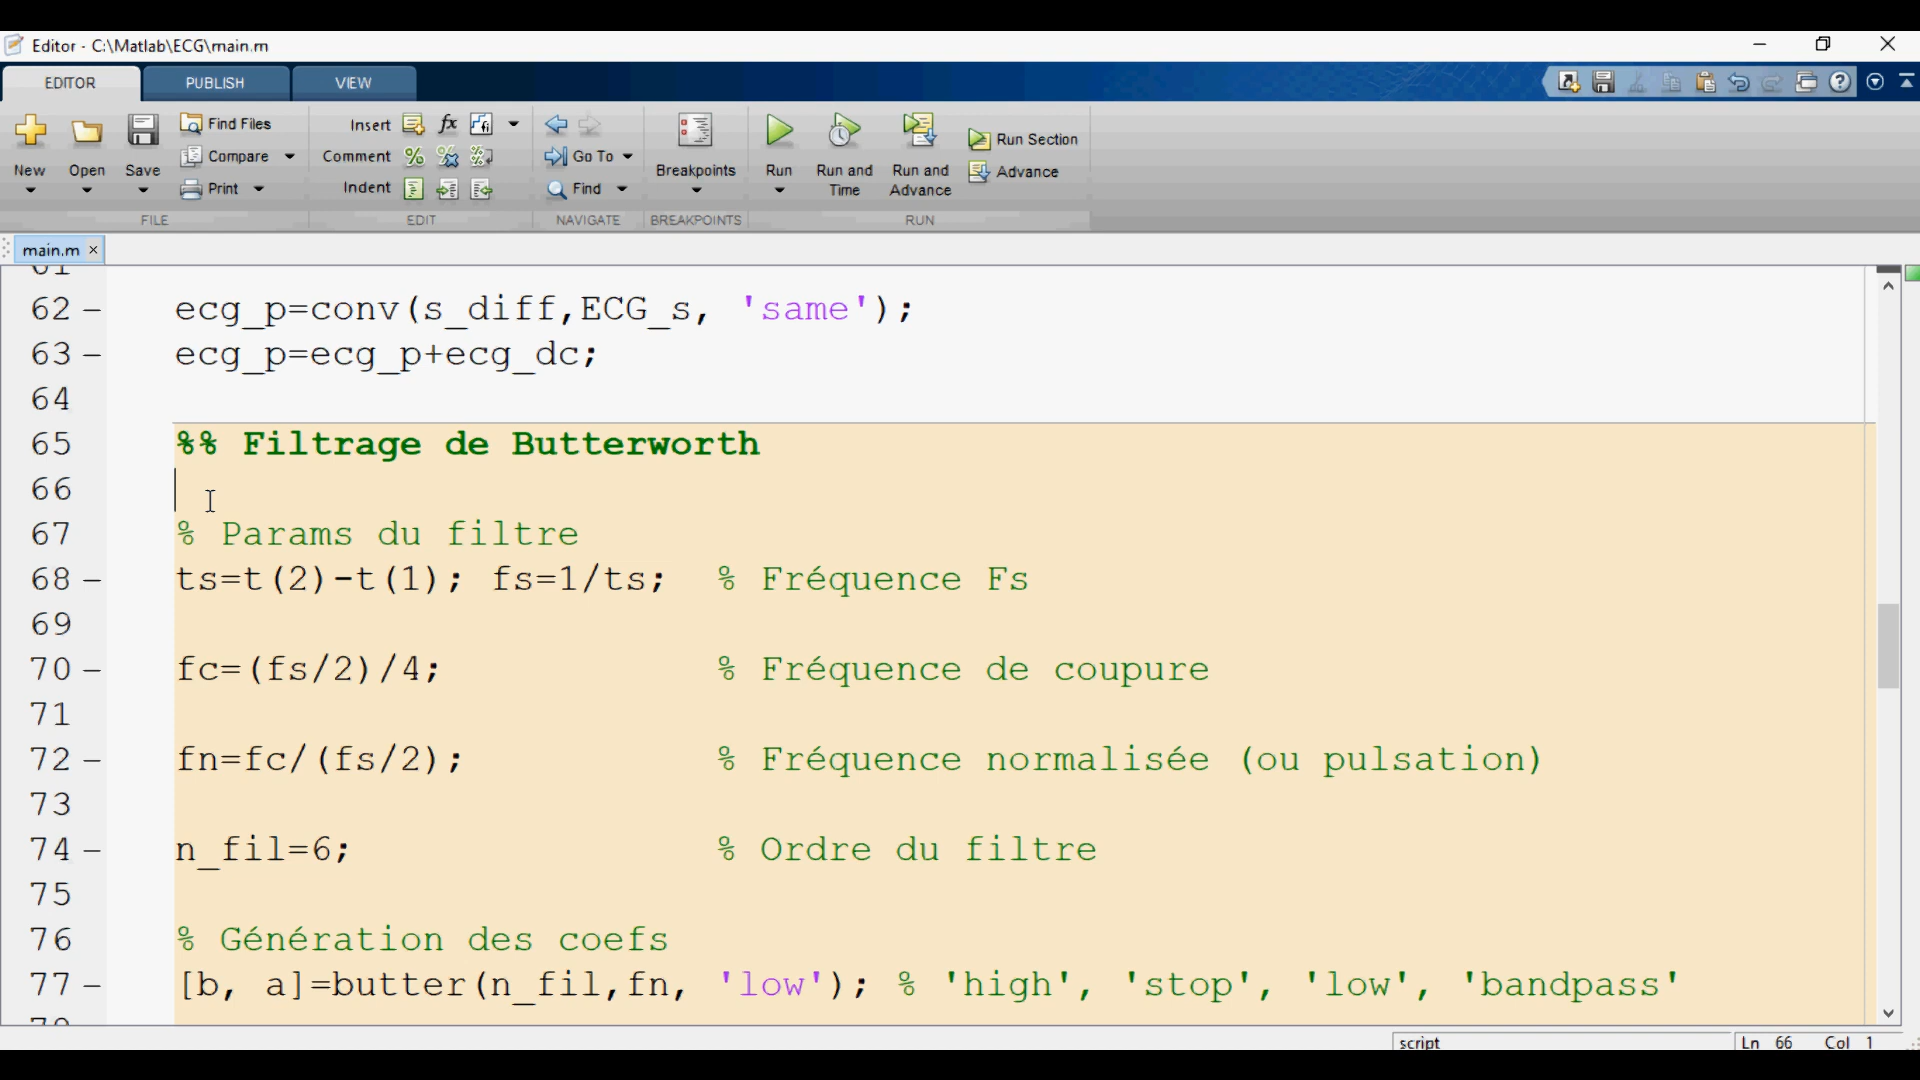 Editor - C:\Matlab\ECG\main.m
EDITOR PUBLISH VIEW
New
Open
Save
Find Files
Compare
Print
FILE
Insert
Comment
Indent
EDIT
Go To
Find
NAVIGATE
Breakpoints
BREAKPOINTS
Run
Run and Time
Run and Advance
Run Section
Advance
RUN
main.m
61
62 – ecg_p=conv(s_diff,ECG_s, 'same');
63 – ecg_p=ecg_p+ecg_dc;
64
65 %% Filtrage de Butterworth
66
67 % Params du filtre
68 – ts=t(2)-t(1); fs=1/ts; % Fréquence Fs
69
70 – fc=(fs/2)/4; % Fréquence de coupure
71
72 – fn=fc/(fs/2); % Fréquence normalisée (ou pulsation)
73
74 – n_fil=6; % Ordre du filtre
75
76 % Génération des coefs
77 – [b, a]=butter(n_fil,fn, 'low'); % 'high', 'stop', 'low', 'bandpass'
78
script Ln 66 Col 1